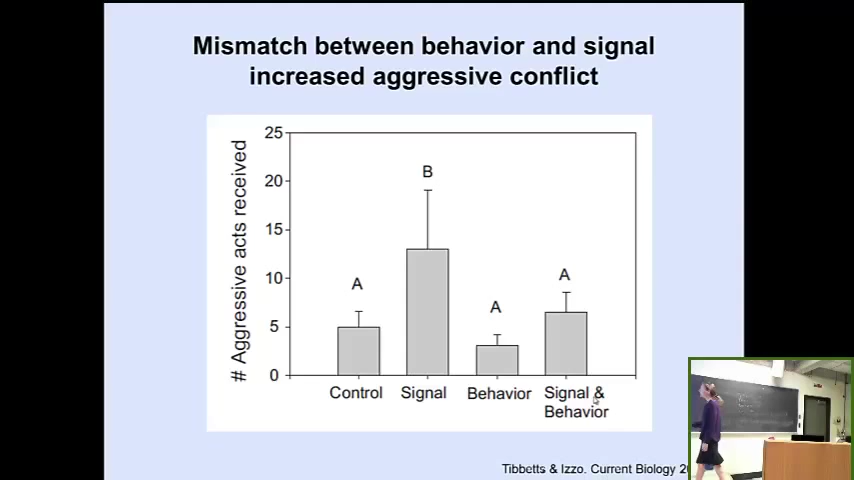 Mismatch between behavior and signal
increased aggressive conflict
# Aggressive acts received
25
20
15
10
5
0
A
B
A
A
Control
Signal
Behavior
Signal &
Behavior
Tibbetts & Izzo. Current Biology 20